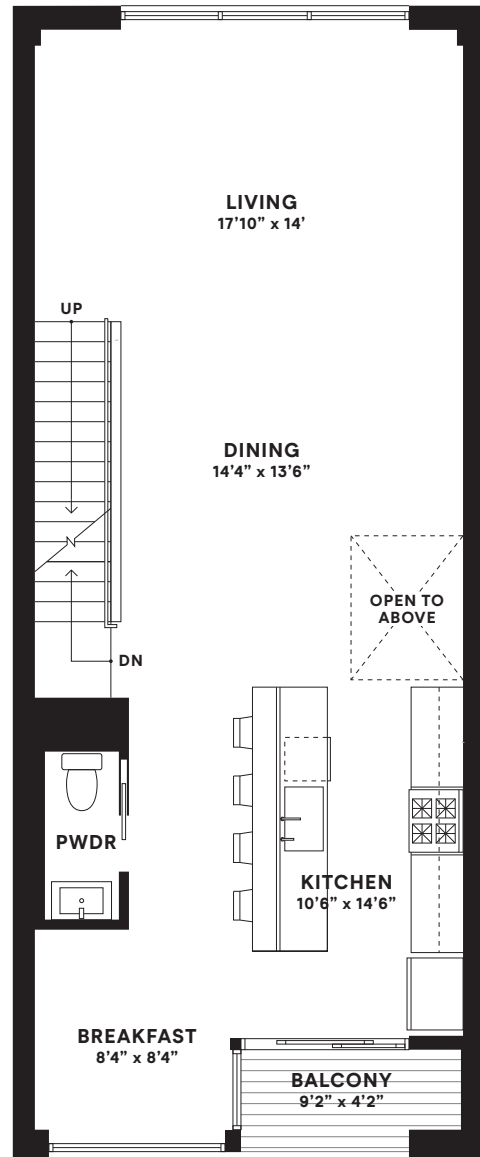 LIVING
17’10” x 14’
UP
DINING
14’4” x 13’6”
OPEN TO
ABOVE
DN
PWDR
KITCHEN
10’6” x 14’6”
BREAKFAST
8’4” x 8’4”
BALCONY
9’2” x 4’2”